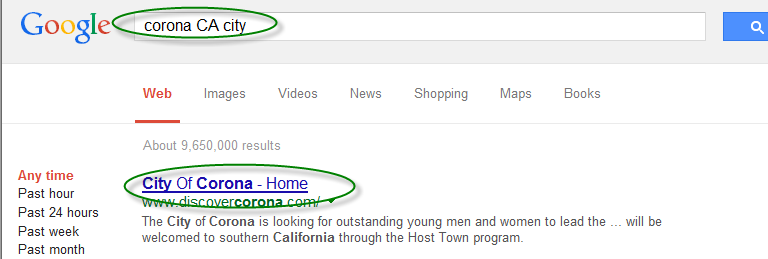 Google corona CA city
Web Images Videos News Shopping Maps Books
About 9,650,000 results
Any time
Past hour
Past 24 hours
Past week
Past month
City Of Corona - Home
www.discovercorona.com/
The City of Corona is looking for outstanding young men and women to lead the ... will be
welcomed to southern California through the Host Town program.